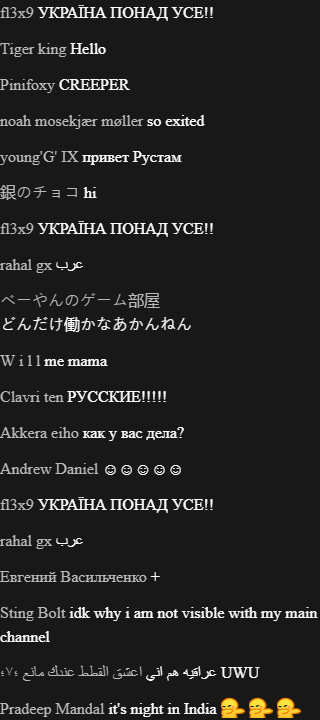 fl3x9 УКРАЇНА ПОНАД УСЕ!!
Tiger king Hello
Pinifoxy CREEPER
noah mosekjær møller so exited
young'G' IX привет Рустам
銀のチョコ hi
fl3x9 УКРАЇНА ПОНАД УСЕ!!
rahal gx عرب
べーやんのゲーム部屋
どんだけ働かなあかんねん
W i l l me mama
Clavri ten РУССКИЕ!!!!!
Akkera eiho как у вас дела?
Andrew Daniel ☺☺☺☺☺
fl3x9 УКРАЇНА ПОНАД УСЕ!!
rahal gx عرب
Евгений Васильченко +
Sting Bolt idk why i am not visible with my main
channel
عراقيه هم اني اعشق القطط عندك مانع ؛٧؛ UWU
Pradeep Mandal it's night in India